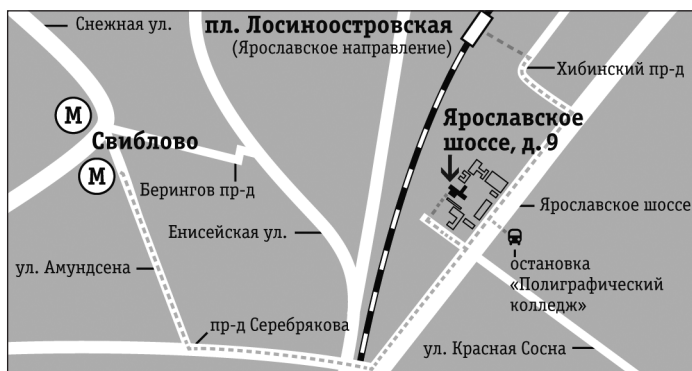 Снежная ул.
пл. Лосиноостровская
(Ярославское направление)
Хибинский пр-д
М
Свиблово
М
Ярославское
шоссе, д. 9
Берингов пр-д
Ярославское шоссе
Енисейская ул.
ул. Амундсена
остановка
«Полиграфический
колледж»
пр-д Серебрякова
ул. Красная Сосна